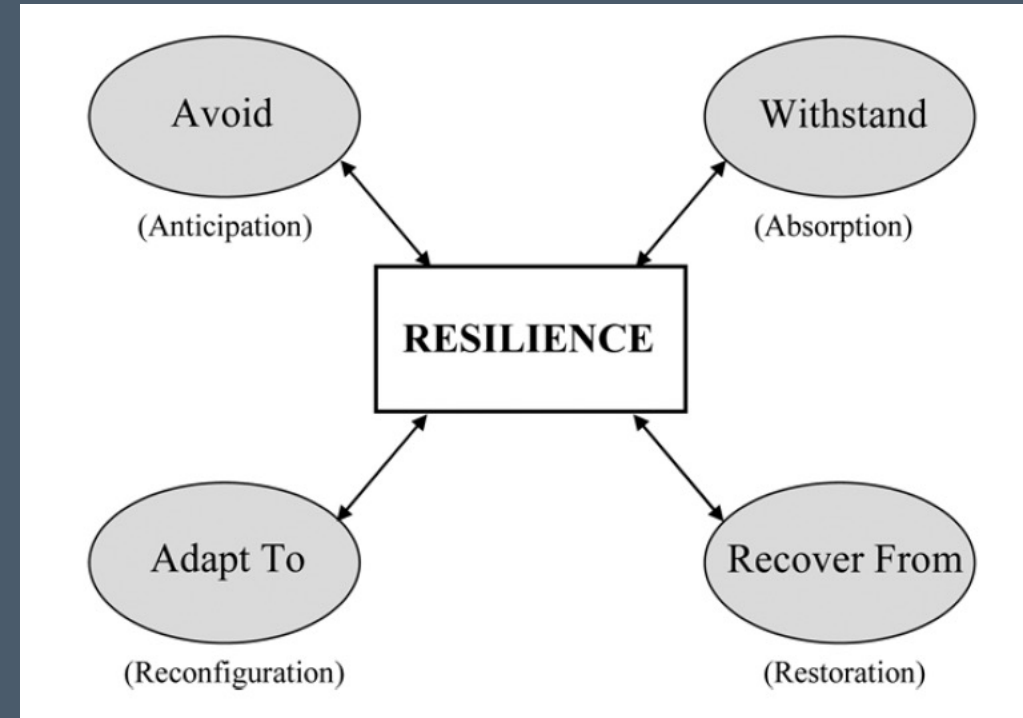 Avoid
(Anticipation)
Withstand
(Absorption)
RESILIENCE
Adapt To
(Reconfiguration)
Recover From
(Restoration)